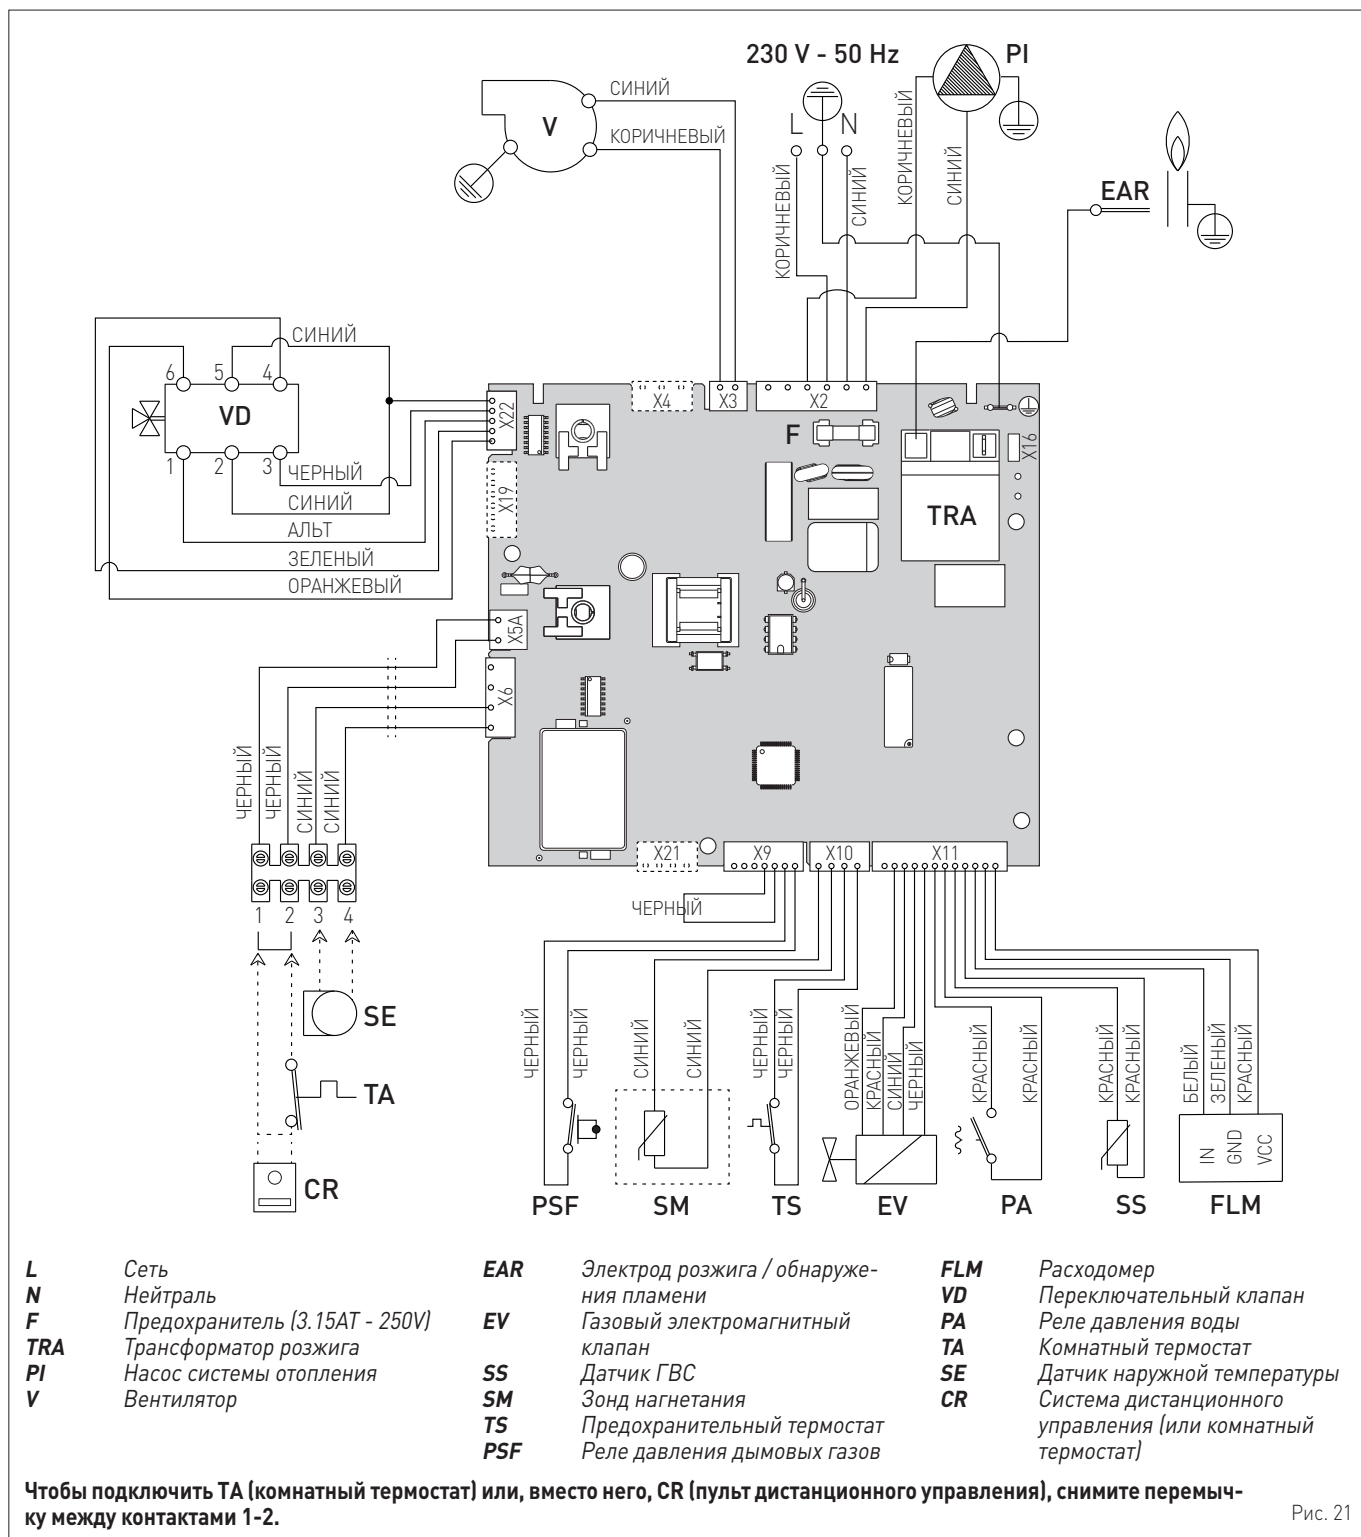 230 V - 50 Hz
PI
СИНИЙ
V
КОРИЧНЕВЫЙ
L
N
КОРИЧНЕВЫЙ
СИНИЙ
КОРИЧНЕВЫЙ
СИНИЙ
EAR
СИНИЙ
6
5
4
VD
1
2
3
ЧЕРНЫЙ
СИНИЙ
АЛЬТ
ЗЕЛЕНЫЙ
ОРАНЖЕВЫЙ
X4
X3
X2
X22
F
X16
X19
TRA
X5A
X6
ЧЕРНЫЙ
ЧЕРНЫЙ
СИНИЙ
СИНИЙ
X21
X9
X10
X11
1
2
3
4
ЧЕРНЫЙ
SE
TA
CR
ЧЕРНЫЙ
ЧЕРНЫЙ
СИНИЙ
СИНИЙ
ЧЕРНЫЙ
ЧЕРНЫЙ
ОРАНЖЕВЫЙ
КРАСНЫЙ
СИНИЙ
ЧЕРНЫЙ
КРАСНЫЙ
КРАСНЫЙ
КРАСНЫЙ
КРАСНЫЙ
БЕЛЫЙ
ЗЕЛЕНЫЙ
КРАСНЫЙ
IN
GND
VCC
PSF
SM
TS
EV
PA
SS
FLM
L Сеть
N Нейтраль
F Предохранитель (3.15AT - 250V)
TRA Трансформатор розжига
PI Насос системы отопления
V Вентилятор
EAR Электрод розжига / обнаруже-
ния пламени
EV Газовый электромагнитный
клапан
SS Датчик ГВС
SM Зонд нагнетания
TS Предохранительный термостат
PSF Реле давления дымовых газов
FLM Расходомер
VD Переключательный клапан
PA Реле давления воды
TA Комнатный термостат
SE Датчик наружной температуры
CR Система дистанционного
управления (или комнатный
термостат)
Чтобы подключить ТА (комнатный термостат) или, вместо него, CR (пульт дистанционного управления), снимите перемыч-
ку между контактами 1-2.
Рис. 21